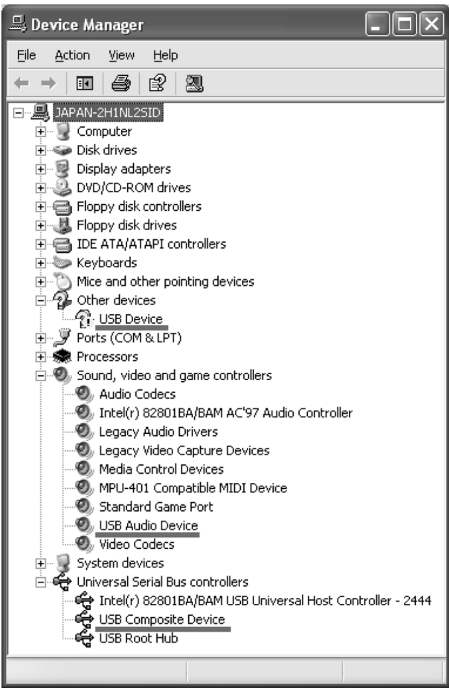 Device Manager
File Action View Help
JAPAN-2H1NL2SID
Computer
Disk drives
Display adapters
DVD/CD-ROM drives
Floppy disk controllers
Floppy disk drives
IDE ATA/ATAPI controllers
Keyboards
Mice and other pointing devices
Other devices
USB Device
Ports (COM & LPT)
Processors
Sound, video and game controllers
Audio Codecs
Intel(r) 82801BA/BAM AC'97 Audio Controller
Legacy Audio Drivers
Legacy Video Capture Devices
Media Control Devices
MPU-401 Compatible MIDI Device
Standard Game Port
USB Audio Device
Video Codecs
System devices
Universal Serial Bus controllers
Intel(r) 82801BA/BAM USB Universal Host Controller - 2444
USB Composite Device
USB Root Hub